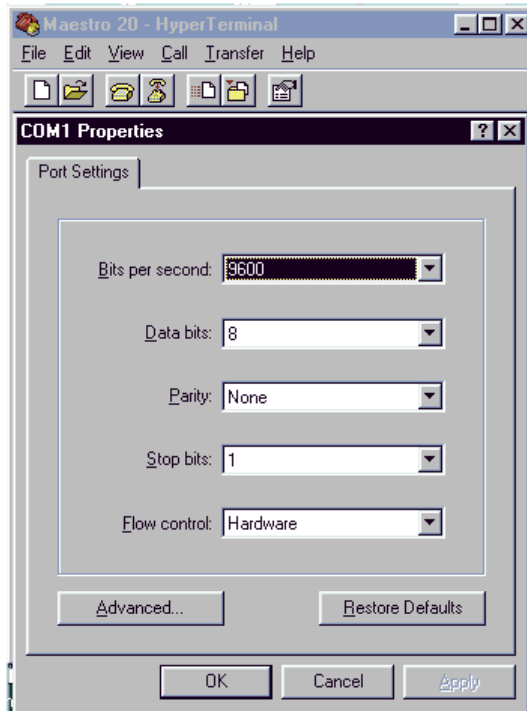 Maestro 20 - HyperTerminal
File Edit View Call Transfer Help
COM1 Properties
Port Settings
Bits per second: 9600
Data bits: 8
Parity: None
Stop bits: 1
Flow control: Hardware
Advanced... Restore Defaults
OK Cancel Apply